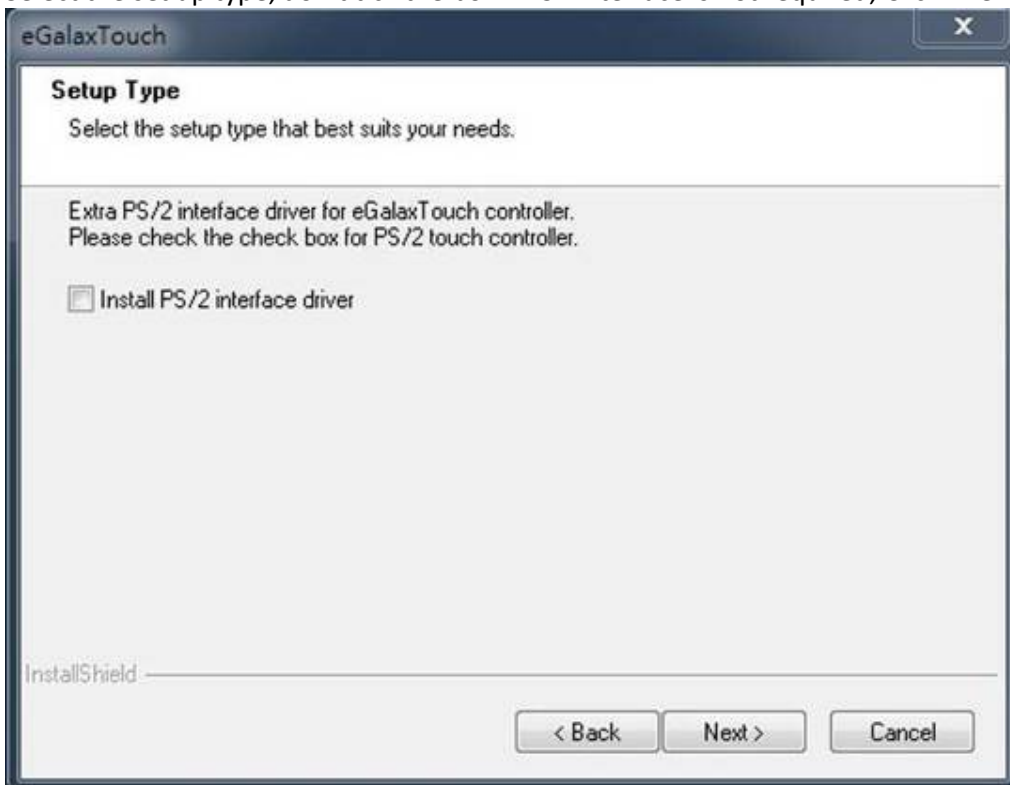 eGalaxTouch
Setup Type
Select the setup type that best suits your needs.
Extra PS/2 interface driver for eGalaxTouch controller.
Please check the check box for PS/2 touch controller.
Install PS/2 interface driver
InstallShield
< Back Next > Cancel